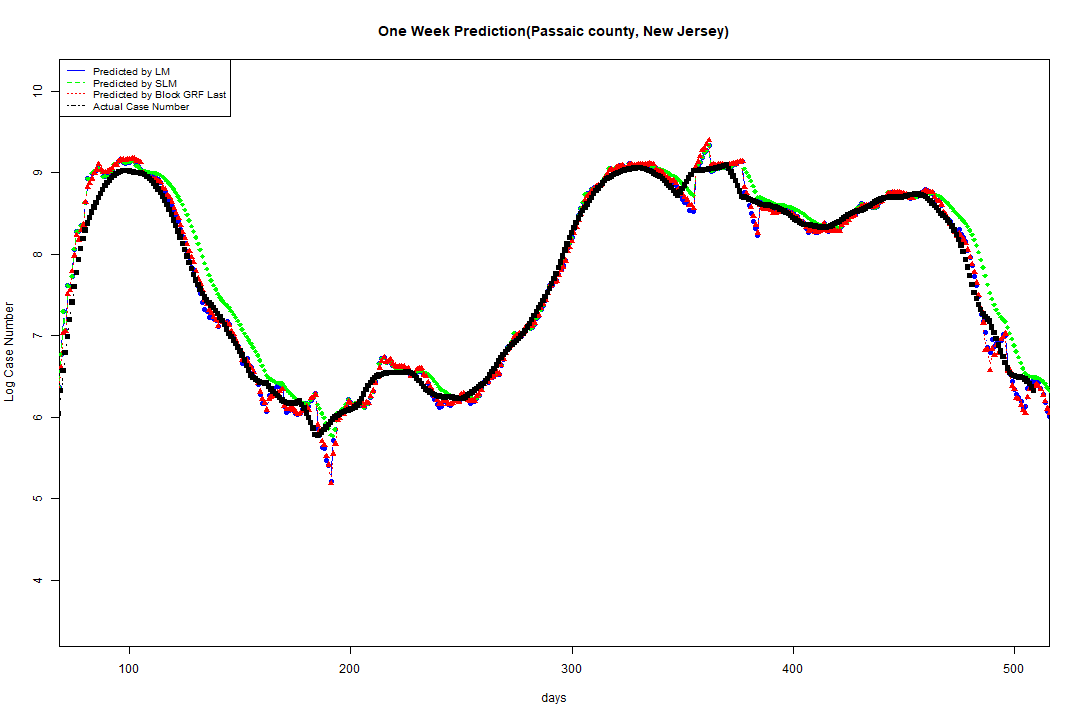 One Week Prediction(Passaic county, New Jersey)
Predicted by LM
Predicted by SLM
Predicted by Block GRF Last
Actual Case Number
10
9
8
7
6
5
4
Log Case Number
100 200 300 400 500
days